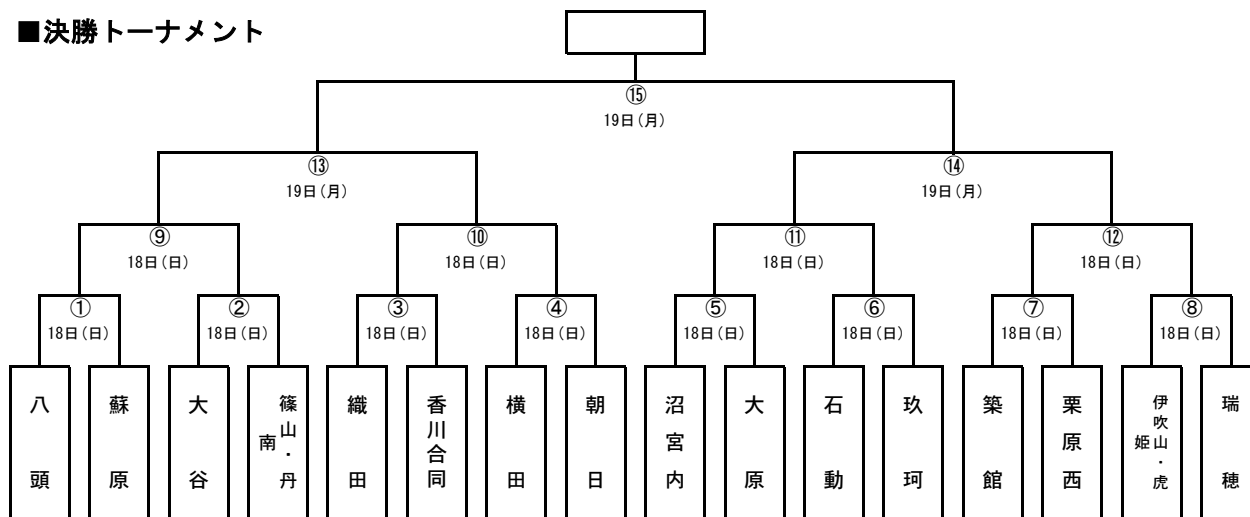 ■決勝トーナメント
⑮
19日(月)
⑬
19日(月)
⑭
19日(月)
⑨
18日(日)
⑩
18日(日)
⑪
18日(日)
⑫
18日(日)
①
18日(日)
②
18日(日)
③
18日(日)
④
18日(日)
⑤
18日(日)
⑥
18日(日)
⑦
18日(日)
⑧
18日(日)
八頭
蘇原
大谷
篠山・丹
南
織田
香川合同
横田
朝日
沼宮内
大原
石動
玖珂
築館
栗原西
伊吹山・虎
姫
瑞穂